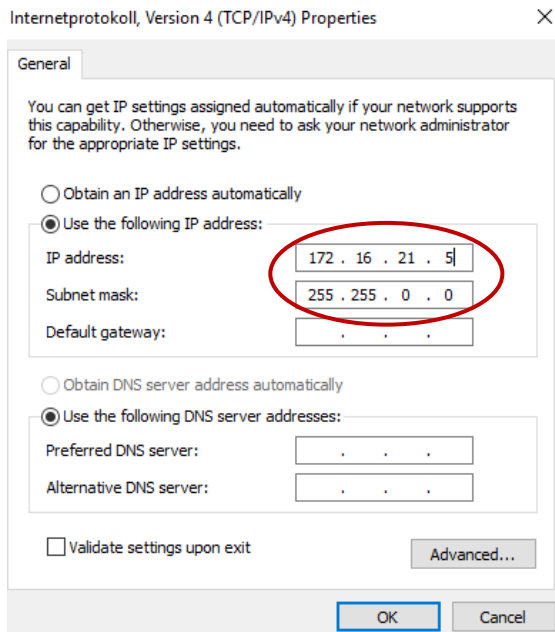 Internetprotokoll, Version 4 (TCP/IPv4) Properties
General
You can get IP settings assigned automatically if your network supports
this capability. Otherwise, you need to ask your network administrator
for the appropriate IP settings.
Obtain an IP address automatically
Use the following IP address:
IP address: 172 . 16 . 21 . 5
Subnet mask: 255 . 255 . 0 . 0
Default gateway: . . .
Obtain DNS server address automatically
Use the following DNS server addresses:
Preferred DNS server: . . .
Alternative DNS server: . . .
Validate settings upon exit
Advanced...
OK Cancel